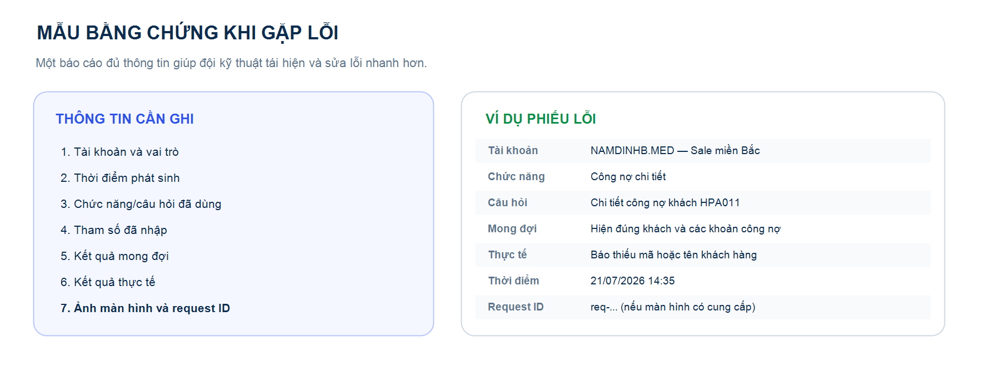 MẪU BẰNG CHỨNG KHI GẶP LỖI
Một báo cáo đủ thông tin giúp đội kỹ thuật tái hiện và sửa lỗi nhanh hơn.
THÔNG TIN CẦN GHI
1. Tài khoản và vai trò
2. Thời điểm phát sinh
3. Chức năng/câu hỏi đã dùng
4. Tham số đã nhập
5. Kết quả mong đợi
6. Kết quả thực tế
7. Ảnh màn hình và request ID
VÍ DỤ PHIẾU LỖI
Tài khoản NAMDINHB.MED — Sale miền Bắc
Chức năng Công nợ chi tiết
Câu hỏi Chi tiết công nợ khách HPA011
Mong đợi Hiện đúng khách và các khoản công nợ
Thực tế Báo thiếu mã hoặc tên khách hàng
Thời điểm 21/07/2026 14:35
Request ID req-... (nếu màn hình có cung cấp)